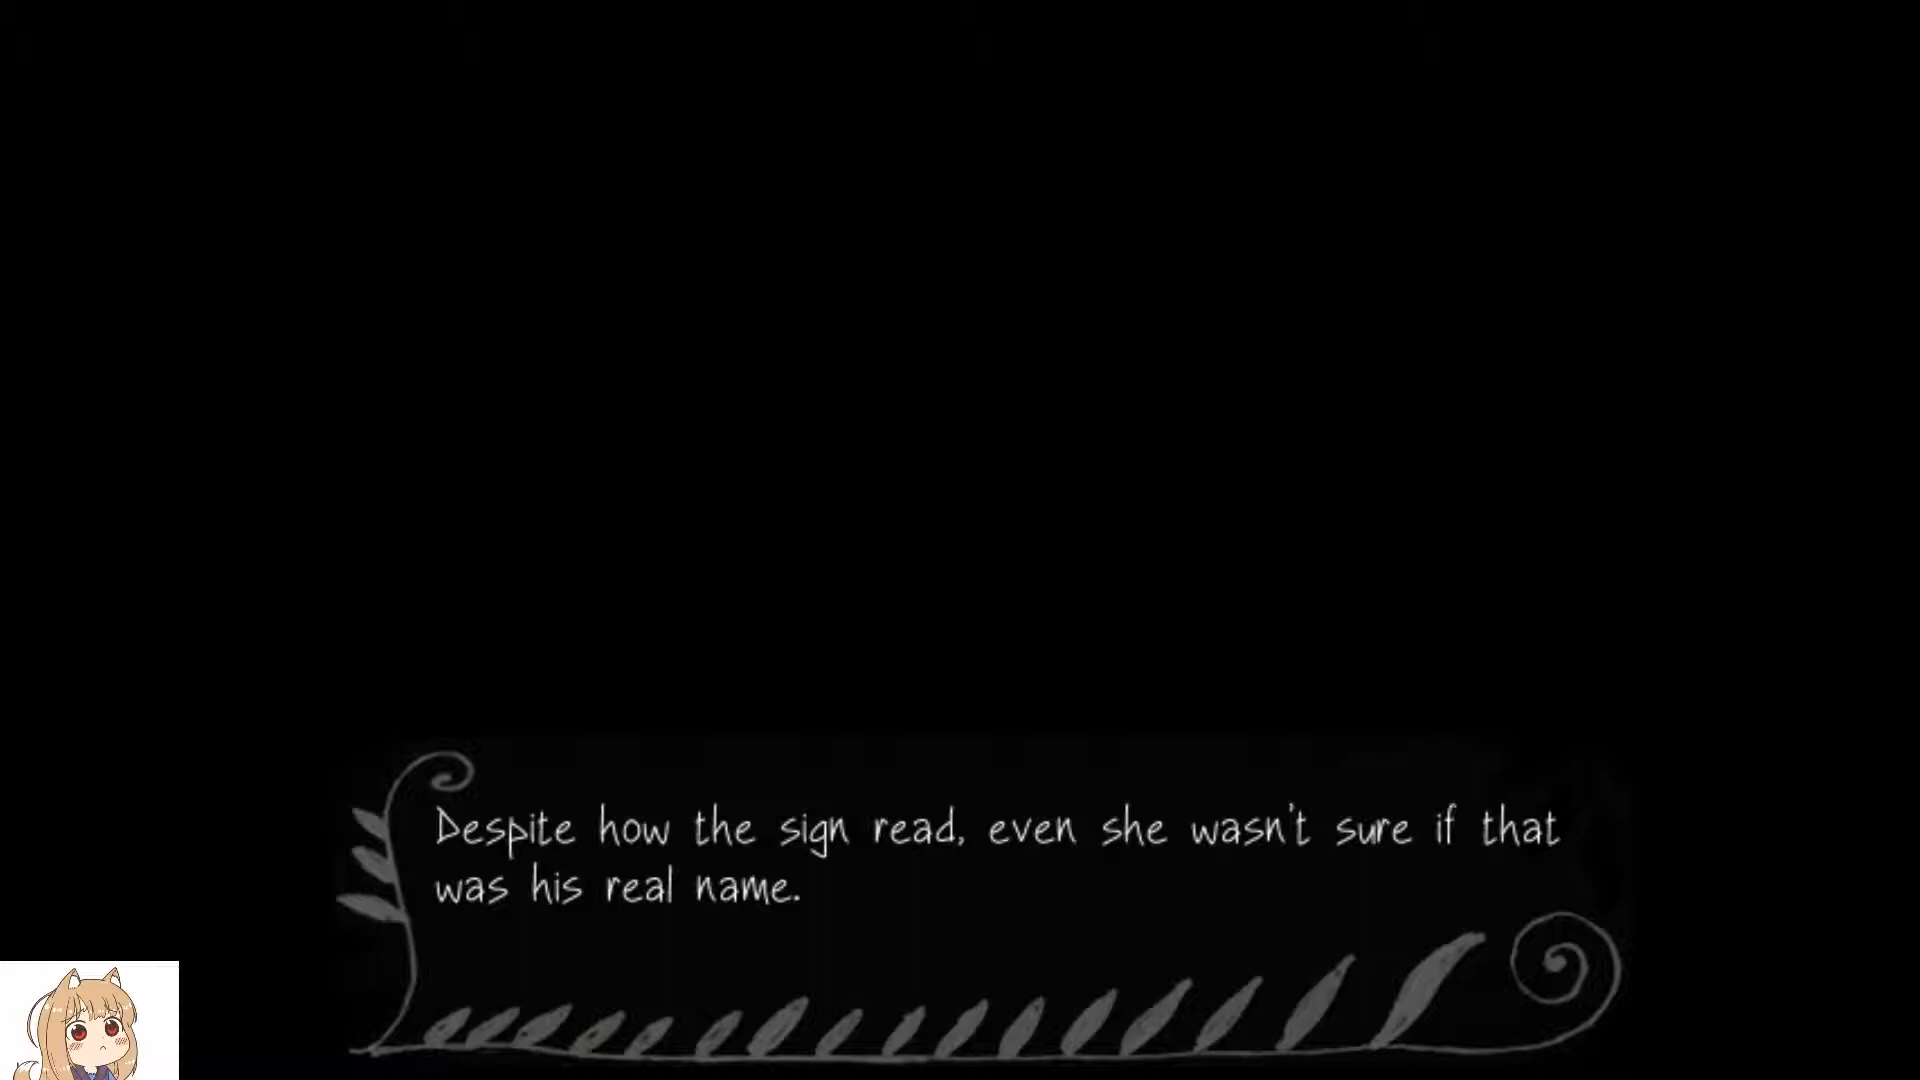 Despite how the sign read, even she wasn't sure if that
was his real name.